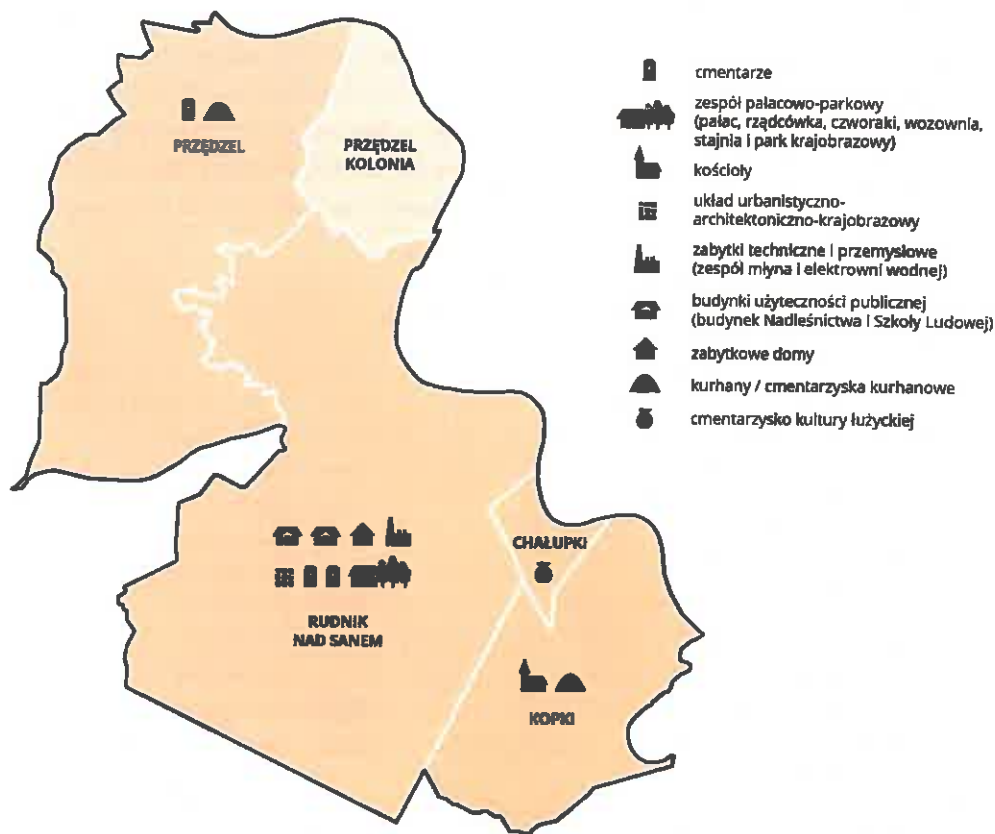 cmentarze
zespół pałacowo-parkowy
(pałac, rządcówka, czworaki, wozownia,
stajnia i park krajobrazowy)
kościoły
układ urbanistyczno-
architektoniczno-krajobrazowy
zabytki techniczne i przemysłowe
(zespół młyna i elektrowni wodnej)
budynki użyteczności publicznej
(budynek Nadleśnictwa i Szkoły Ludowej)
zabytkowe domy
kurhany / cmentarzyska kurhanowe
cmentarzysko kultury łużyckiej
PRZĘDZEL
PRZĘDZEL
KOLONIA
CHAŁUPKI
RUDNIK
NAD SANEM
KOPKI